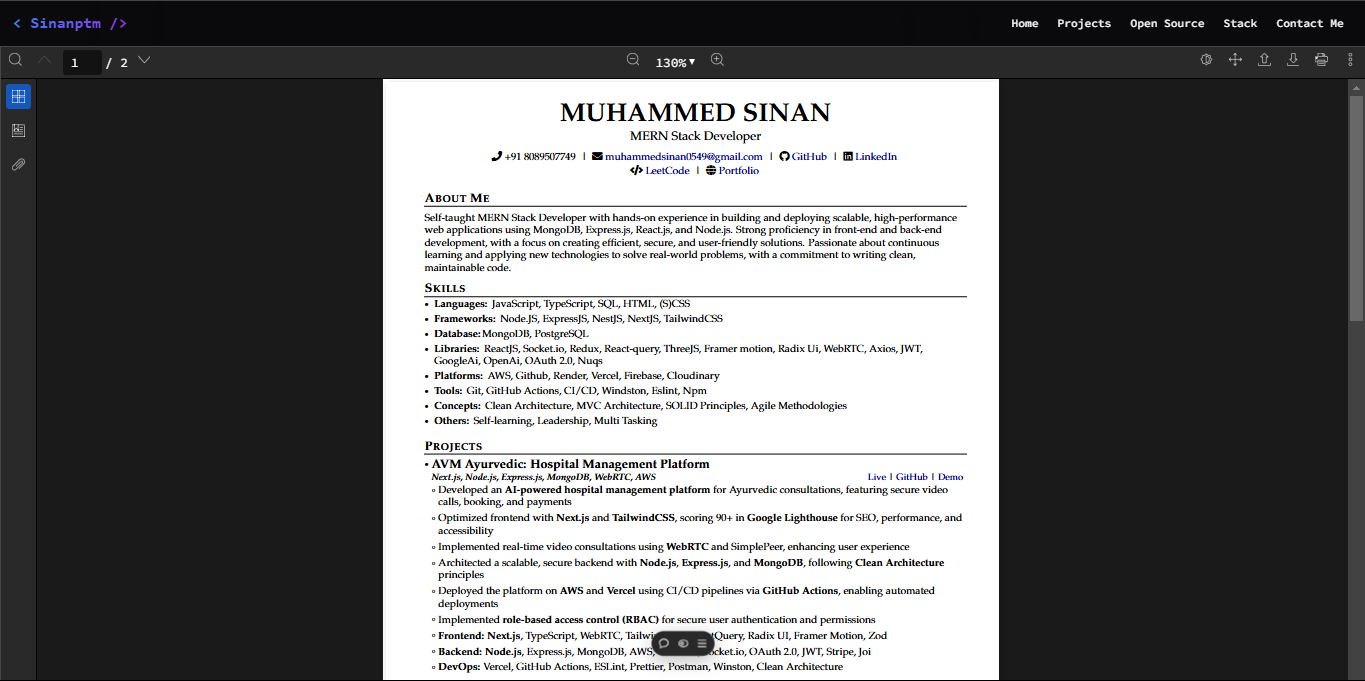 < Sinanptm />
Home Projects Open Source Stack Contact Me
1 / 2
130%
MUHAMMED SINAN
MERN Stack Developer
+91 8089507749 | muhammedsinan0549@gmail.com | GitHub | LinkedIn
LeetCode | Portfolio
ABOUT ME
Self-taught MERN Stack Developer with hands-on experience in building and deploying scalable, high-performance
web applications using MongoDB, Express.js, React.js, and Node.js. Strong proficiency in front-end and back-end
development, with a focus on creating efficient, secure, and user-friendly solutions. Passionate about continuous
learning and applying new technologies to solve real-world problems, with a commitment to writing clean,
maintainable code.
SKILLS
• Languages: JavaScript, TypeScript, SQL, HTML, (S)CSS
• Frameworks: Node.JS, ExpressJS, NestJS, NextJS, TailwindCSS
• Database: MongoDB, PostgreSQL
• Libraries: ReactJS, Socket.io, Redux, React-query, ThreeJS, Framer motion, Radix Ui, WebRTC, Axios, JWT,
GoogleAi, OpenAi, OAuth 2.0, Nuqs
• Platforms: AWS, Github, Render, Vercel, Firebase, Cloudinary
• Tools: Git, GitHub Actions, CI/CD, Windston, Eslint, Npm
• Concepts: Clean Architecture, MVC Architecture, SOLID Principles, Agile Methodologies
• Others: Self-learning, Leadership, Multi Tasking
PROJECTS
• AVM Ayurvedic: Hospital Management Platform
Next.js, Node.js, Express.js, MongoDB, WebRTC, AWS Live | GitHub | Demo
◦ Developed an AI-powered hospital management platform for Ayurvedic consultations, featuring secure video
calls, booking, and payments
◦ Optimized frontend with Next.js and TailwindCSS, scoring 90+ in Google Lighthouse for SEO, performance, and
accessibility
◦ Implemented real-time video consultations using WebRTC and SimplePeer, enhancing user experience
◦ Architected a scalable, secure backend with Node.js, Express.js, and MongoDB, following Clean Architecture
principles
◦ Deployed the platform on AWS and Vercel using CI/CD pipelines via GitHub Actions, enabling automated
deployments
◦ Implemented role-based access control (RBAC) for secure user authentication and permissions
◦ Frontend: Next.js, TypeScript, WebRTC, Radix UI, Framer Motion, Zod
◦ Backend: Node.js, Express.js, MongoDB, AWS, OAuth 2.0, JWT, Stripe, Joi
◦ DevOps: Vercel, GitHub Actions, ESLint, Prettier, Postman, Winston, Clean Architecture